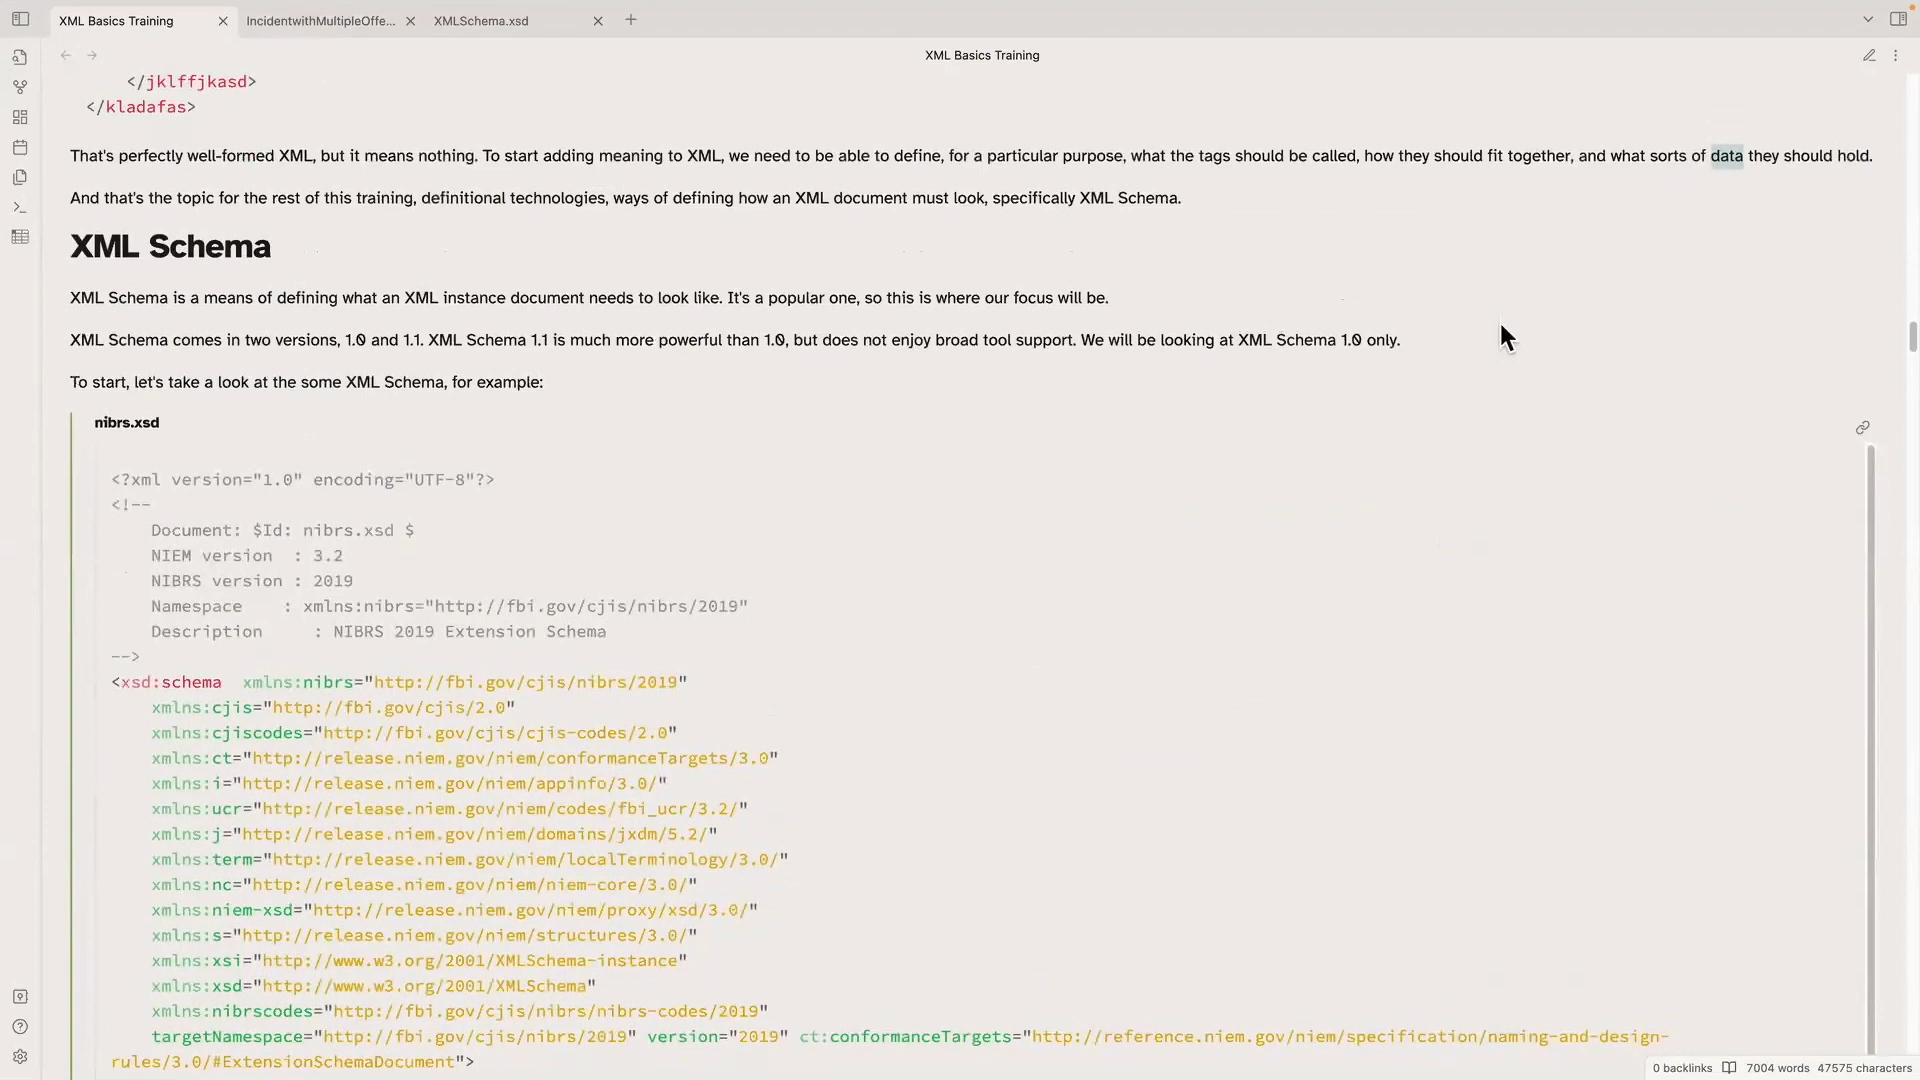 XML Basics Training
IncidentwithMultipleOffe...
XMLSchema.xsd
XML Basics Training
</jklffjkasd>
</kladafas>
That's perfectly well-formed XML, but it means nothing. To start adding meaning to XML, we need to be able to define, for a particular purpose, what the tags should be called, how they should fit together, and what sorts of data they should hold.
And that's the topic for the rest of this training, definitional technologies, ways of defining how an XML document must look, specifically XML Schema.
XML Schema
XML Schema is a means of defining what an XML instance document needs to look like. It's a popular one, so this is where our focus will be.
XML Schema comes in two versions, 1.0 and 1.1. XML Schema 1.1 is much more powerful than 1.0, but does not enjoy broad tool support. We will be looking at XML Schema 1.0 only.
To start, let's take a look at the some XML Schema, for example:
nibrs.xsd
<?xml version="1.0" encoding="UTF-8"?>
<!--
Document: $Id: nibrs.xsd $
NIEM version  : 3.2
NIBRS version : 2019
Namespace    : xmlns:nibrs="http://fbi.gov/cjis/nibrs/2019"
Description     : NIBRS 2019 Extension Schema
-->
<xsd:schema  xmlns:nibrs="http://fbi.gov/cjis/nibrs/2019"
xmlns:cjis="http://fbi.gov/cjis/2.0"
xmlns:cjiscodes="http://fbi.gov/cjis/cjis-codes/2.0"
xmlns:ct="http://release.niem.gov/niem/conformanceTargets/3.0"
xmlns:i="http://release.niem.gov/niem/appinfo/3.0/"
xmlns:ucr="http://release.niem.gov/niem/codes/fbi_ucr/3.2/"
xmlns:j="http://release.niem.gov/niem/domains/jxdm/5.2/"
xmlns:term="http://release.niem.gov/niem/localTerminology/3.0/"
xmlns:nc="http://release.niem.gov/niem/niem-core/3.0/"
xmlns:niem-xsd="http://release.niem.gov/niem/proxy/xsd/3.0/"
xmlns:s="http://release.niem.gov/niem/structures/3.0/"
xmlns:xsi="http://www.w3.org/2001/XMLSchema-instance"
xmlns:xsd="http://www.w3.org/2001/XMLSchema"
xmlns:nibrscodes="http://fbi.gov/cjis/nibrs/nibrs-codes/2019"
targetNamespace="http://fbi.gov/cjis/nibrs/2019" version="2019" ct:conformanceTargets="http://reference.niem.gov/niem/specification/naming-and-design-
rules/3.0/#ExtensionSchemaDocument">
0 backlinks
7004 words
47575 characters